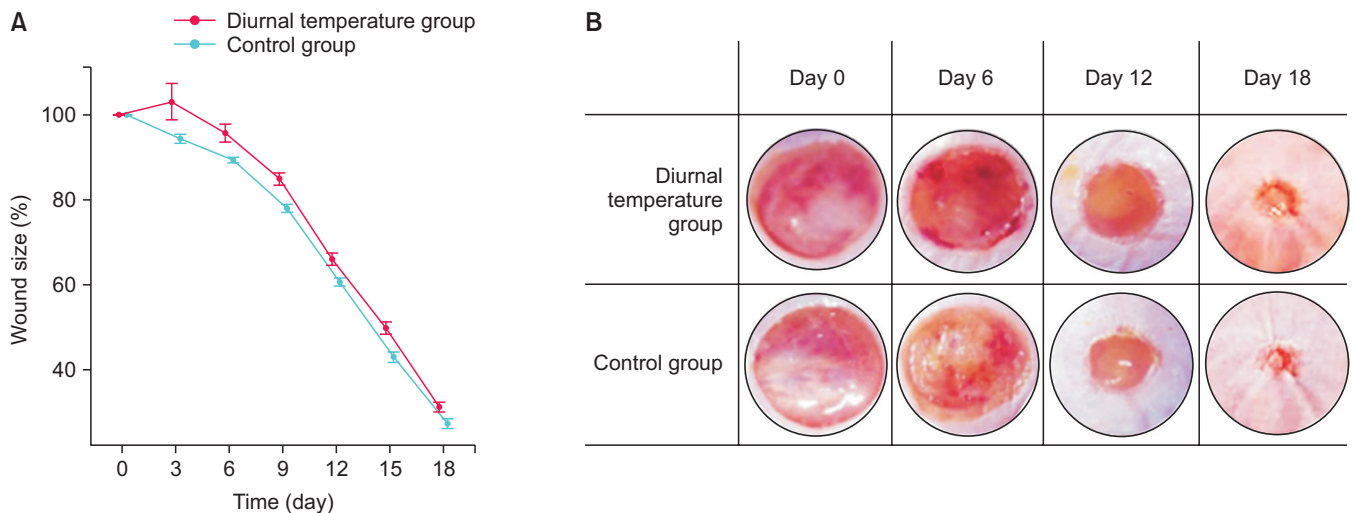 A
Diurnal temperature group
Control group
100
80
60
40
Wound size (%)
0 3 6 9 12 15 18
Time (day)
B
Day 0 Day 6 Day 12 Day 18
Diurnal
temperature
group
Control group